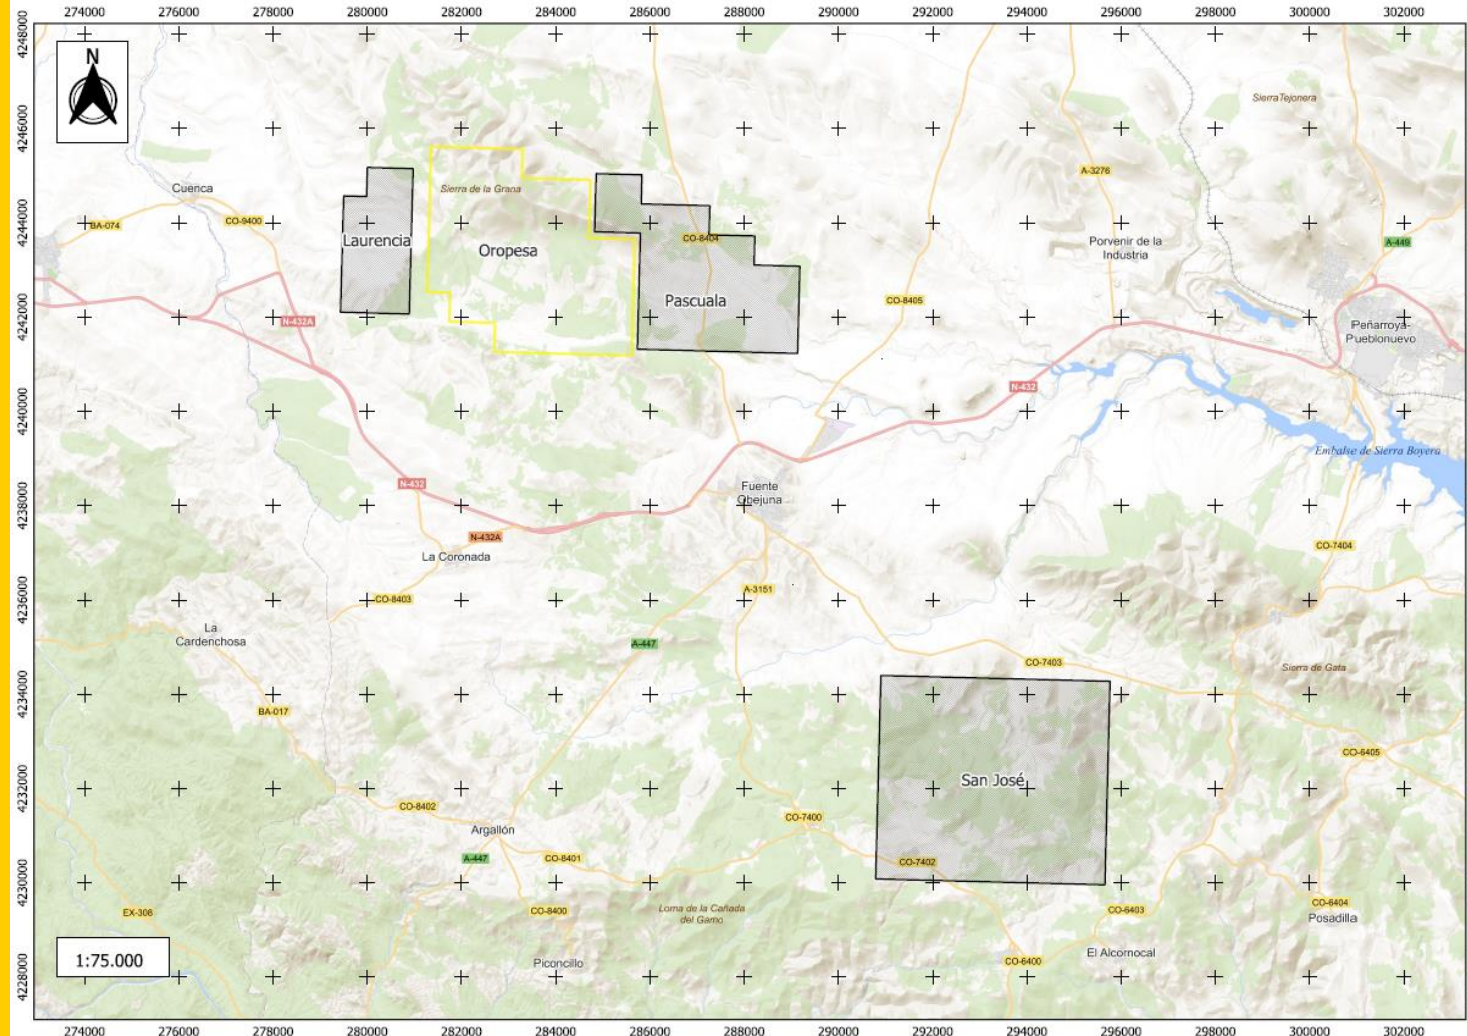 274000 276000 278000 280000 282000 284000 286000 288000 290000 292000 294000 296000 298000 300000 302000
4248000
N
Sierra Tejonera
4246000
A-3276
Cuenca
Sierra de la Grana
4244000
BA-074
CO-9400
Laurencia
Oropesa
CO-8404
Porvenir de la
Industria
A-449
Pascuala
CO-8405
4242000
N-432A
Peñarroya-
Pueblonuevo
N-432
4240000
Embalse de Sierra Boyera
N-432
Fuente
Obejuna
4238000
N-432A
La Coronada
CO-7404
4236000
CO-8403
A-3151
La
Cardenchosa
A-447
CO-7403
Sierra de Gata
4234000
BA-017
CO-6405
4232000
San José
CO-8402
CO-7400
Argallón
A-447
CO-8401
CO-7402
4230000
EX-308
CO-8400
Loma de la Cañada
del Gamo
CO-6403
CO-6404
Posadilla
1:75.000
Piconcillo
CO-6400
El Alcornocal
4228000
274000 276000 278000 280000 282000 284000 286000 288000 290000 292000 294000 296000 298000 300000 302000